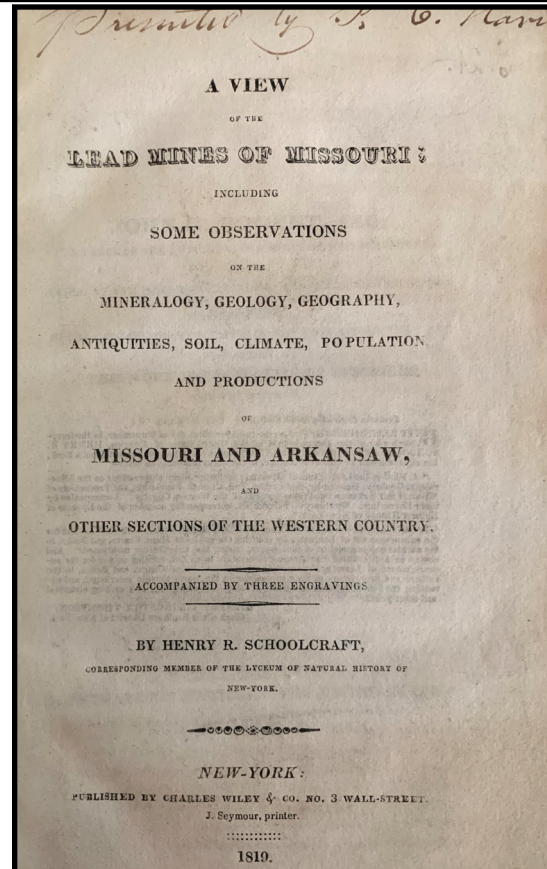 Presented by
A VIEW
OF THE
LEAD MINES OF MISSOURI;
INCLUDING
SOME OBSERVATIONS
ON THE
MINERALOGY, GEOLOGY, GEOGRAPHY,
ANTIQUITIES, SOIL, CLIMATE, POPULATION
AND PRODUCTIONS
OF
MISSOURI AND ARKANSAW,
AND
OTHER SECTIONS OF THE WESTERN COUNTRY.
ACCOMPANIED BY THREE ENGRAVINGS
BY HENRY R. SCHOOLCRAFT,
CORRESPONDING MEMBER OF THE LYCEUM OF NATURAL HISTORY OF
NEW-YORK.
NEW-YORK:
PUBLISHED BY CHARLES WILEY & CO. NO. 3 WALL-STREET.
J. Seymour, printer.
1819.